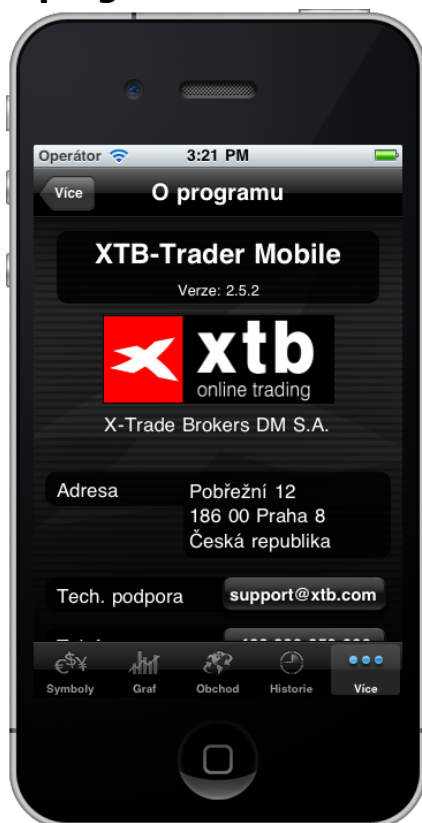 Operátor 3:21 PM
Více O programu
XTB-Trader Mobile
Verze: 2.5.2
xtb
online trading
X-Trade Brokers DM S.A.
Adresa Pobřežní 12
186 00 Praha 8
Česká republika
Tech. podpora support@xtb.com
€$¥
Symboly Graf Obchod Historie Více